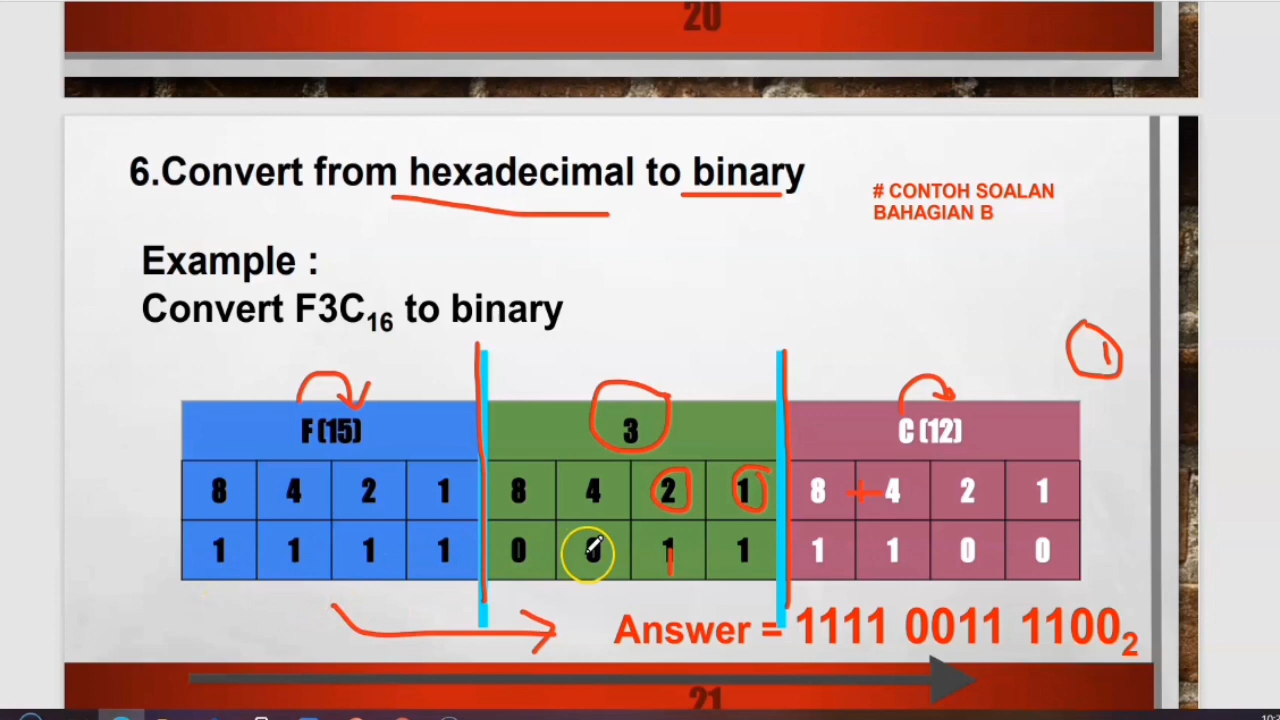 20
6.Convert from hexadecimal to binary
# CONTOH SOALAN
BAHAGIAN B
Example :
Convert F3C16 to binary
1
F (15) 3 C (12)
8 4 2 1 8 4 2 1 8 + 4 2 1
1 1 1 1 0 0 1 1 1 1 0 0
Answer = 1111 0011 11002
21